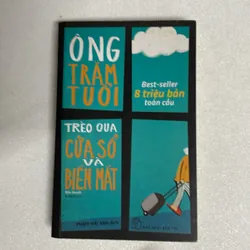 ÔNG
TRĂM
TUỔI
Best-seller
8 triệu bản
toàn cầu
TRÈO QUA
CỬA SỔ
VÀ
BIẾN MẤT